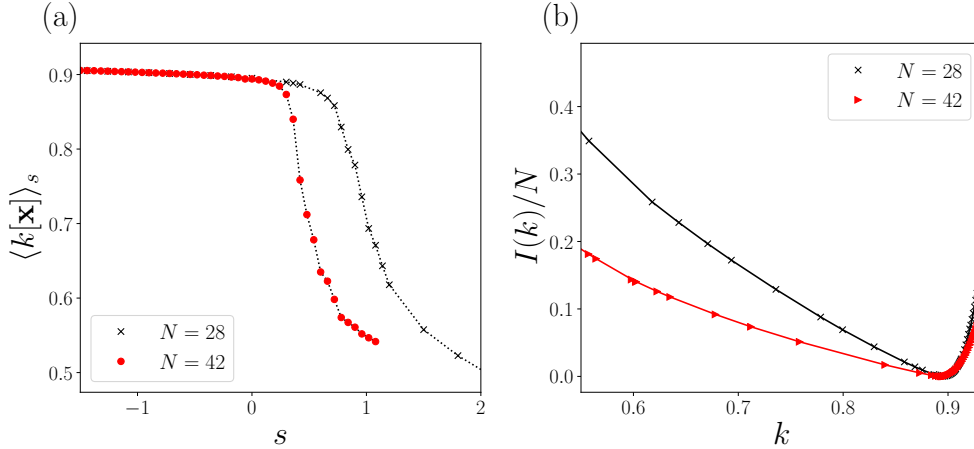 (a)
(b)
0.9
0.8
0.7
0.6
0.5
⟨k[𝐱]⟩ₛ
N = 28
N = 42
−1
0
1
2
s
0.4
0.3
0.2
0.1
0.0
I(k)/N
N = 28
N = 42
0.6
0.7
0.8
0.9
k